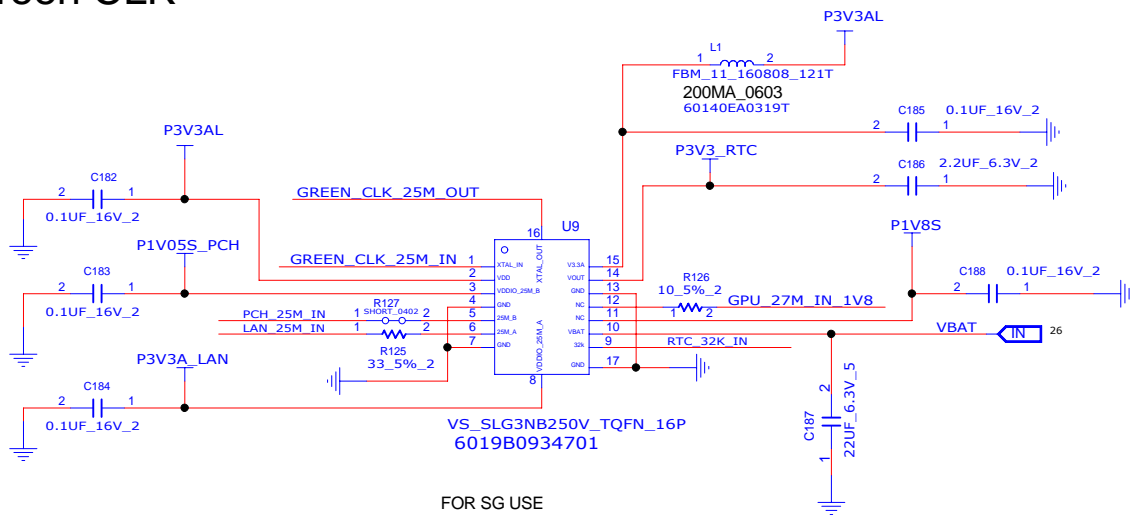 P3V3AL
L1
1 2
FBM_11_160808_121T
200MA_0603
60140EA0319T
C185
0.1UF_16V_2
2 1
P3V3_RTC
C186
2.2UF_6.3V_2
2 1
P3V3AL
C182
2 1
0.1UF_16V_2
GREEN_CLK_25M_OUT
P1V05S_PCH
GREEN_CLK_25M_IN
C183
2 1
0.1UF_16V_2
PCH_25M_IN
R127
SHORT_0402
1 2
LAN_25M_IN
1 2
R125
33_5%_2
P3V3A_LAN
C184
2 1
0.1UF_16V_2
U9
16
XTAL_OUT
1 XTAL_IN
2 VDD
3 VDDIO_25M_B
4 GND
5 25M_B
6 25M_A
7 GND
8
VDDIO_25M_A
V3.3A 15
VOUT 14
GND 13
NC 12
NC 11
VBAT 10
32k 9
GND 17
R126
10_5%_2
1 2
GPU_27M_IN_1V8
P1V8S
C188
0.1UF_16V_2
2 1
VBAT
IN
26
RTC_32K_IN
2
C187
22UF_6.3V_5
1
VS_SLG3NB250V_TQFN_16P
6019B0934701
FOR SG USE